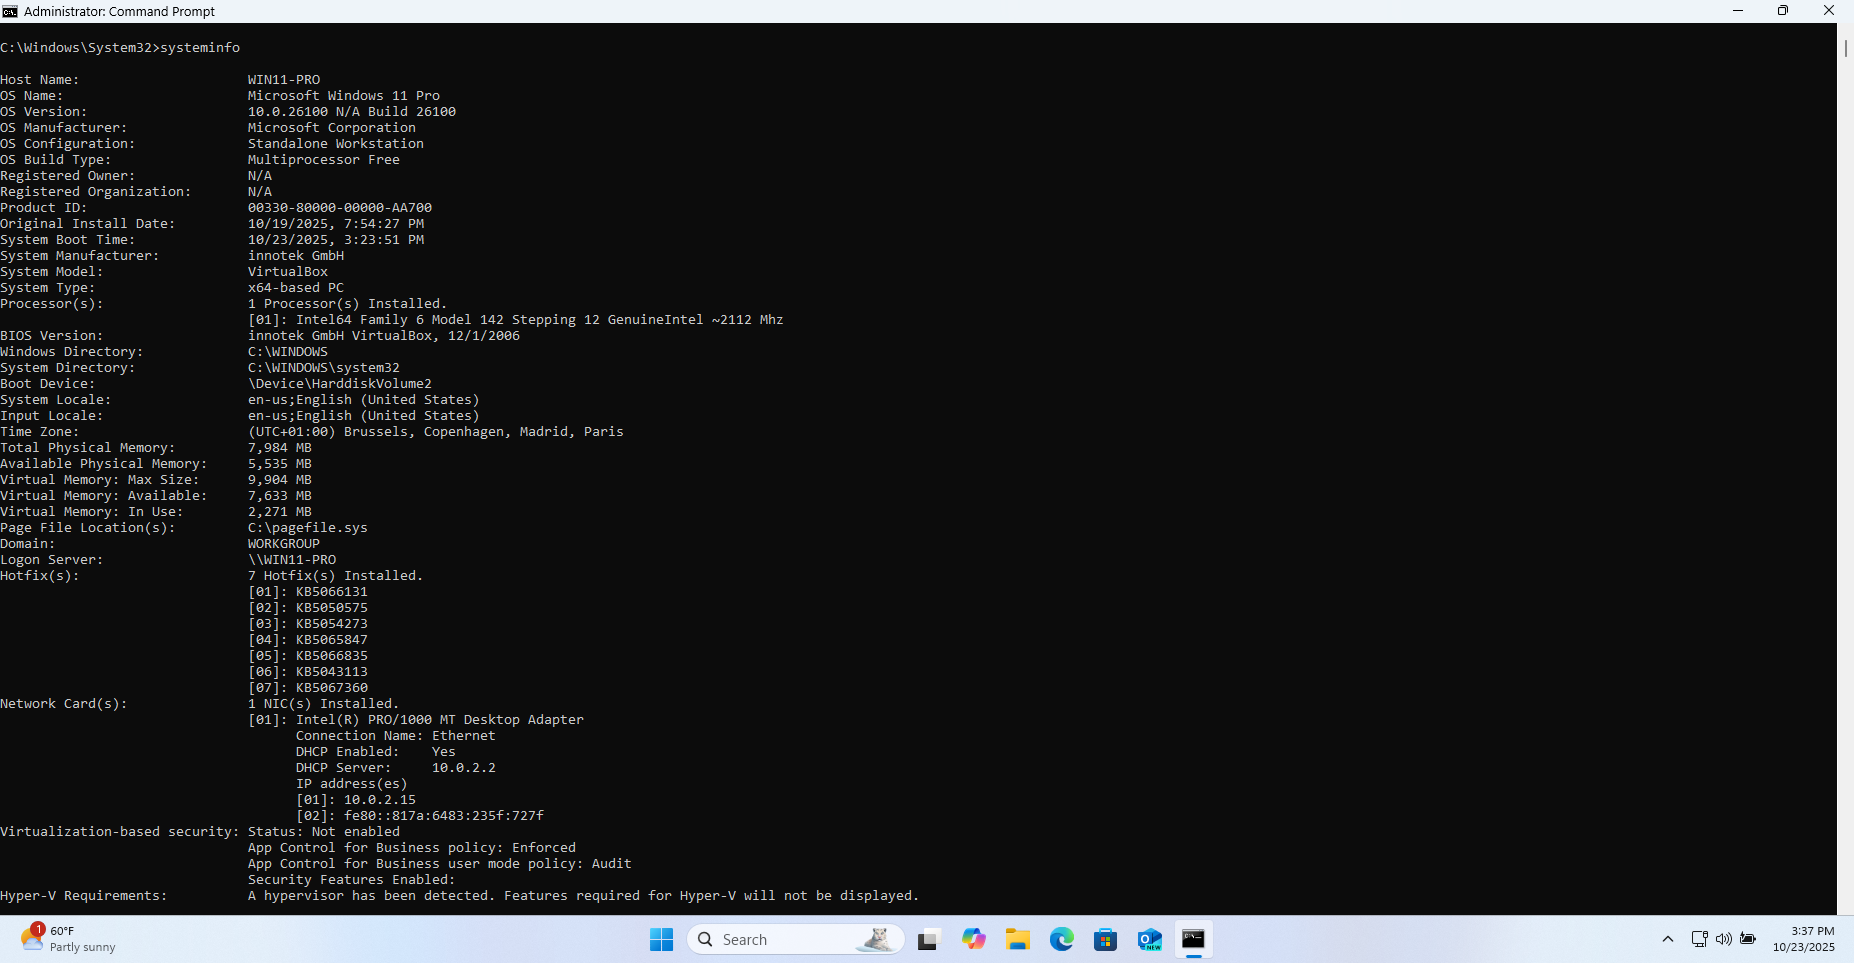 Administrator: Command Prompt
C:\Windows\System32>systeminfo
Host Name: WIN11-PRO
OS Name: Microsoft Windows 11 Pro
OS Version: 10.0.26100 N/A Build 26100
OS Manufacturer: Microsoft Corporation
OS Configuration: Standalone Workstation
OS Build Type: Multiprocessor Free
Registered Owner: N/A
Registered Organization: N/A
Product ID: 00330-80000-00000-AA700
Original Install Date: 10/19/2025, 7:54:27 PM
System Boot Time: 10/23/2025, 3:23:51 PM
System Manufacturer: innotek GmbH
System Model: VirtualBox
System Type: x64-based PC
Processor(s): 1 Processor(s) Installed.
[01]: Intel64 Family 6 Model 142 Stepping 12 GenuineIntel ~2112 Mhz
BIOS Version: innotek GmbH VirtualBox, 12/1/2006
Windows Directory: C:\WINDOWS
System Directory: C:\WINDOWS\system32
Boot Device: \Device\HarddiskVolume2
System Locale: en-us;English (United States)
Input Locale: en-us;English (United States)
Time Zone: (UTC+01:00) Brussels, Copenhagen, Madrid, Paris
Total Physical Memory: 7,984 MB
Available Physical Memory: 5,535 MB
Virtual Memory: Max Size: 9,904 MB
Virtual Memory: Available: 7,633 MB
Virtual Memory: In Use: 2,271 MB
Page File Location(s): C:\pagefile.sys
Domain: WORKGROUP
Logon Server: \\WIN11-PRO
Hotfix(s): 7 Hotfix(s) Installed.
[01]: KB5066131
[02]: KB5050575
[03]: KB5054273
[04]: KB5065847
[05]: KB5066835
[06]: KB5043113
[07]: KB5067360
Network Card(s): 1 NIC(s) Installed.
[01]: Intel(R) PRO/1000 MT Desktop Adapter
Connection Name: Ethernet
DHCP Enabled: Yes
DHCP Server: 10.0.2.2
IP address(es)
[01]: 10.0.2.15
[02]: fe80::817a:6483:235f:727f
Virtualization-based security: Status: Not enabled
App Control for Business policy: Enforced
App Control for Business user mode policy: Audit
Security Features Enabled:
Hyper-V Requirements: A hypervisor has been detected. Features required for Hyper-V will not be displayed.
1
60°F
Partly sunny
Search
NEW
3:37 PM
10/23/2025